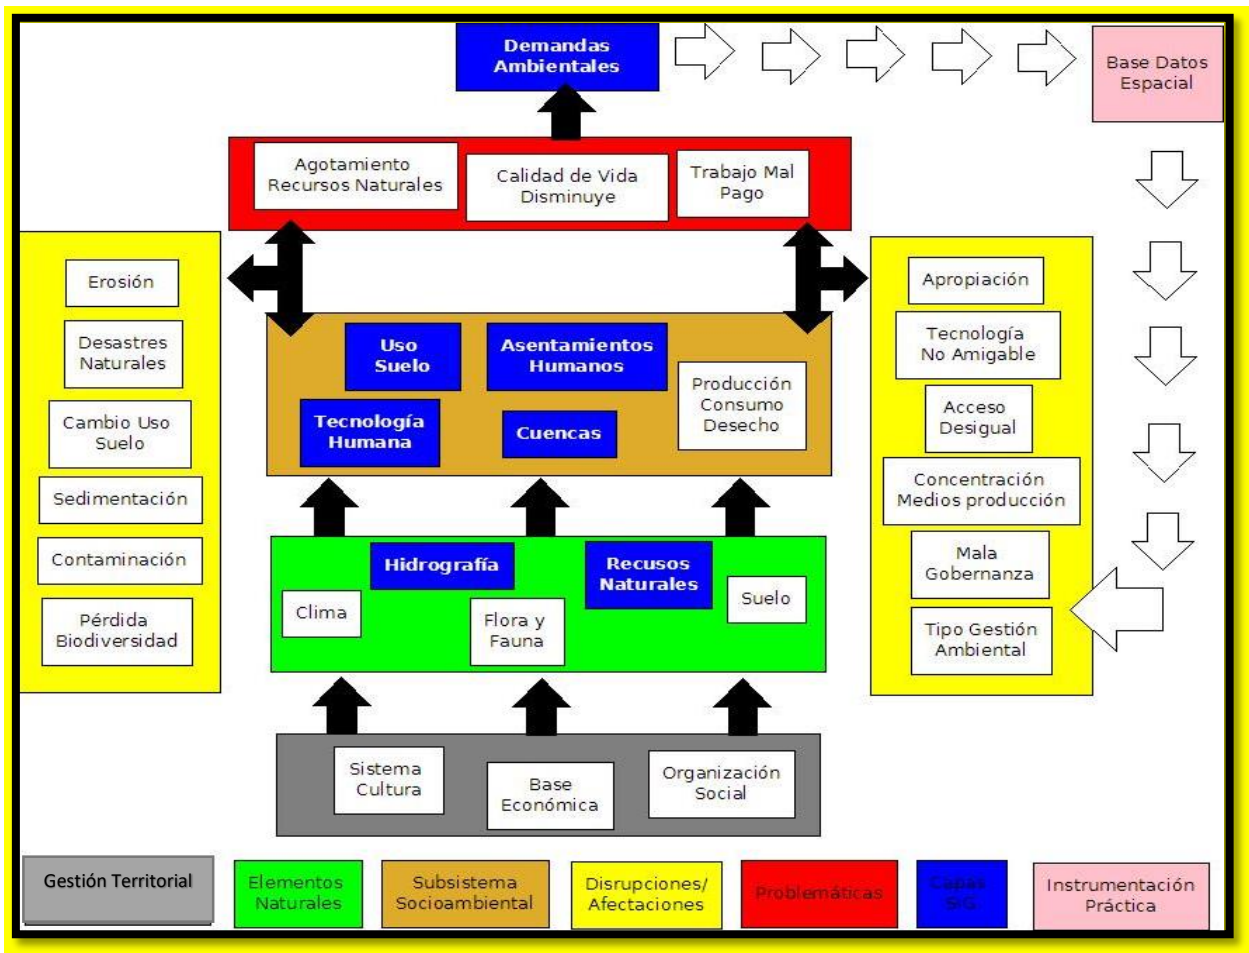 Demandas
Ambientales
Base Datos
Espacial
Agotamiento
Recursos Naturales
Calidad de Vida
Disminuye
Trabajo Mal
Pago
Erosión
Desastres
Naturales
Cambio Uso
Suelo
Sedimentación
Contaminación
Pérdida
Biodiversidad
Uso
Suelo
Asentamientos
Humanos
Tecnología
Humana
Cuencas
Producción
Consumo
Desecho
Apropiación
Tecnología
No Amigable
Acceso
Desigual
Concentración
Medios producción
Mala
Gobernanza
Tipo Gestión
Ambiental
Hidrografía
Recusos
Naturales
Clima
Flora y
Fauna
Suelo
Sistema
Cultura
Base
Económica
Organización
Social
Gestión Territorial
Elementos
Naturales
Subsistema
Socioambiental
Disrupciones/
Afectaciones
Problemáticas
Capas
SIG
Instrumentación
Práctica